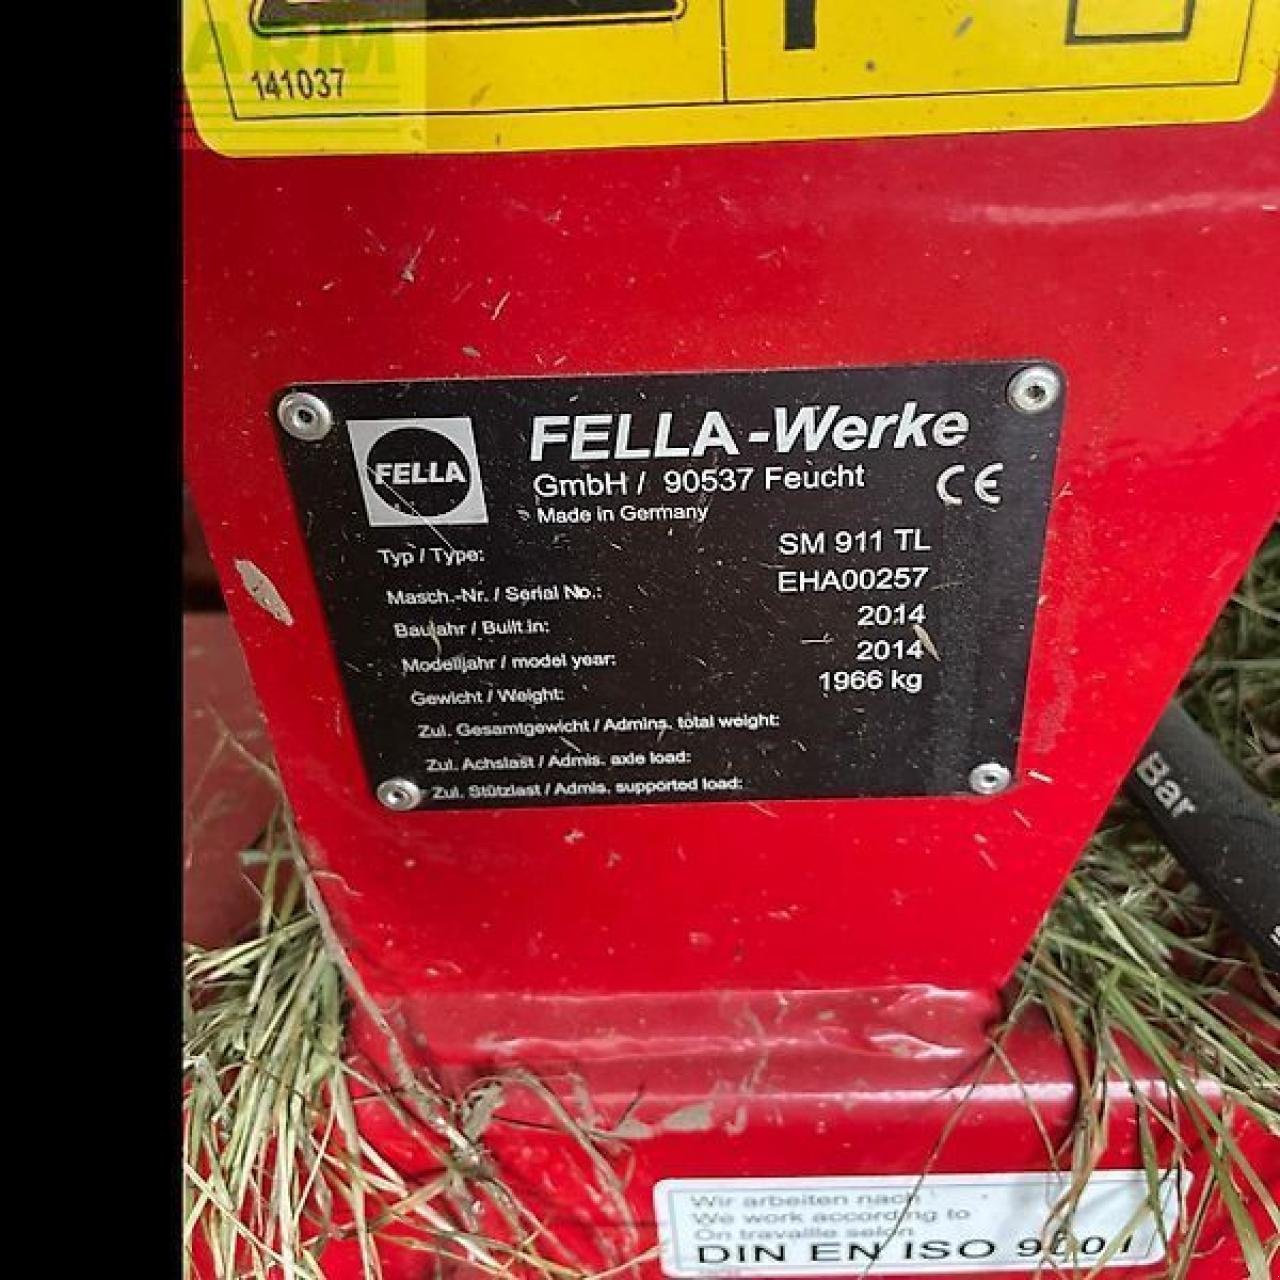 ARM
141037
FELLA
FELLA -Werke
GmbH / 90537 Feucht
CE
Made in Germany
Typ / Type: SM 911 TL
Masch.-Nr. / Serial No.: EHA00257
Baujahr / Built in: 2014
Modelljahr / model year: 2014
Gewicht / Weight: 1966 kg
Zul. Gesamtgewicht / Admins. total weight:
Zul. Achslast / Admis. axle load:
Zul. Stützlast / Admis. supported load:
Bar
Wir arbeiten nach
We work according to
On travaille selon
DIN EN ISO 9001